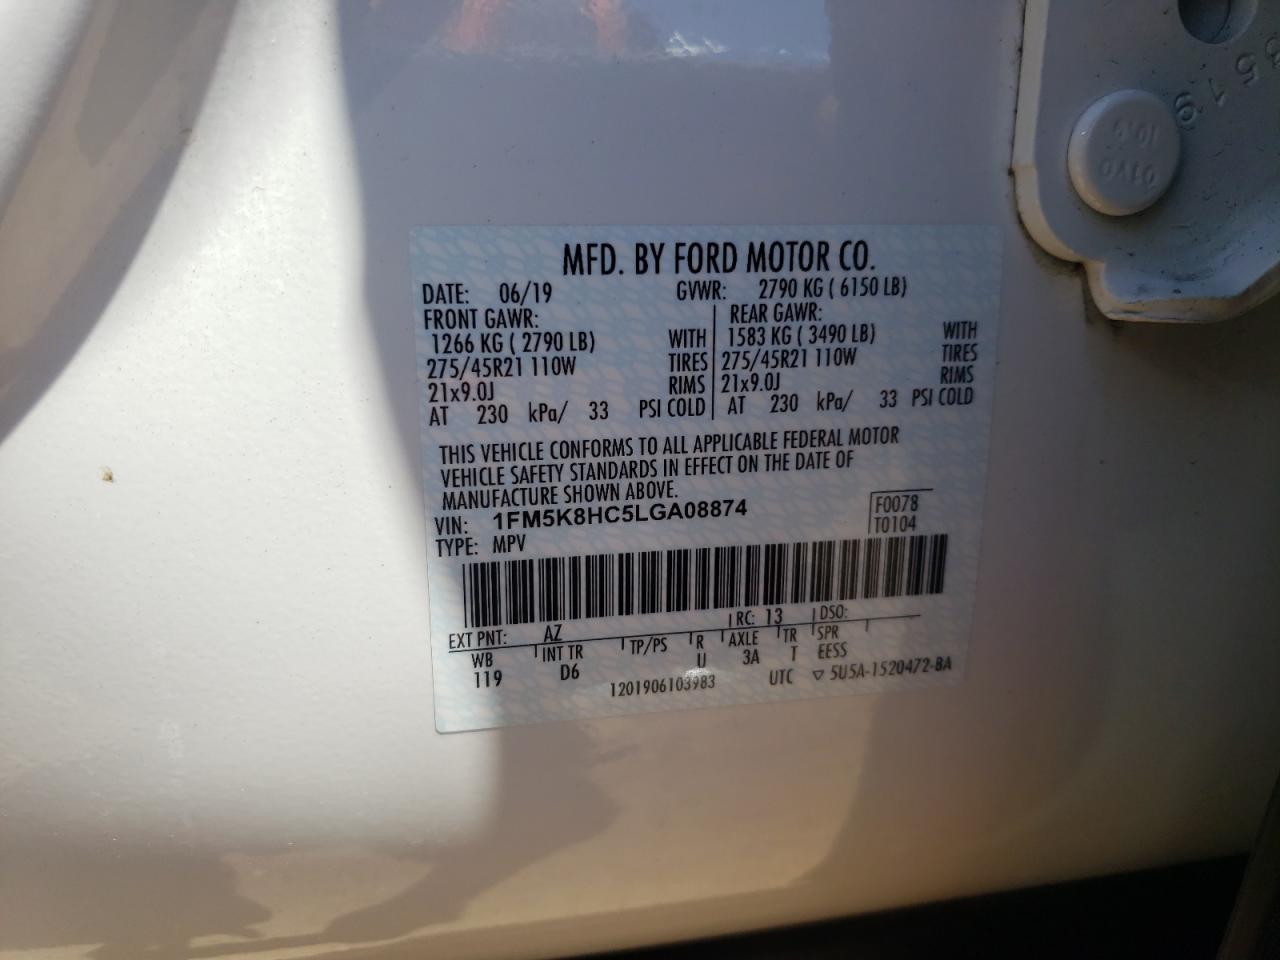 MFD. BY FORD MOTOR CO.
DATE: 06/19 GVWR: 2790 KG ( 6150 LB)
FRONT GAWR: REAR GAWR:
1266 KG ( 2790 LB) WITH 1583 KG ( 3490 LB) WITH
275/45R21 110W TIRES 275/45R21 110W TIRES
21x9.0J RIMS 21x9.0J RIMS
AT 230 kPa/ 33 PSI COLD AT 230 kPa/ 33 PSI COLD
THIS VEHICLE CONFORMS TO ALL APPLICABLE FEDERAL MOTOR
VEHICLE SAFETY STANDARDS IN EFFECT ON THE DATE OF
MANUFACTURE SHOWN ABOVE.
VIN: 1FM5K8HC5LGA08874 F0078
TYPE: MPV T0104
EXT PNT: AZ RC: 13 DSO:
WB INT TR TP/PS R AXLE TR SPR
119 D6 U 3A T EESS
1201906103983 UTC ▽ 5U5A-1520472-BA